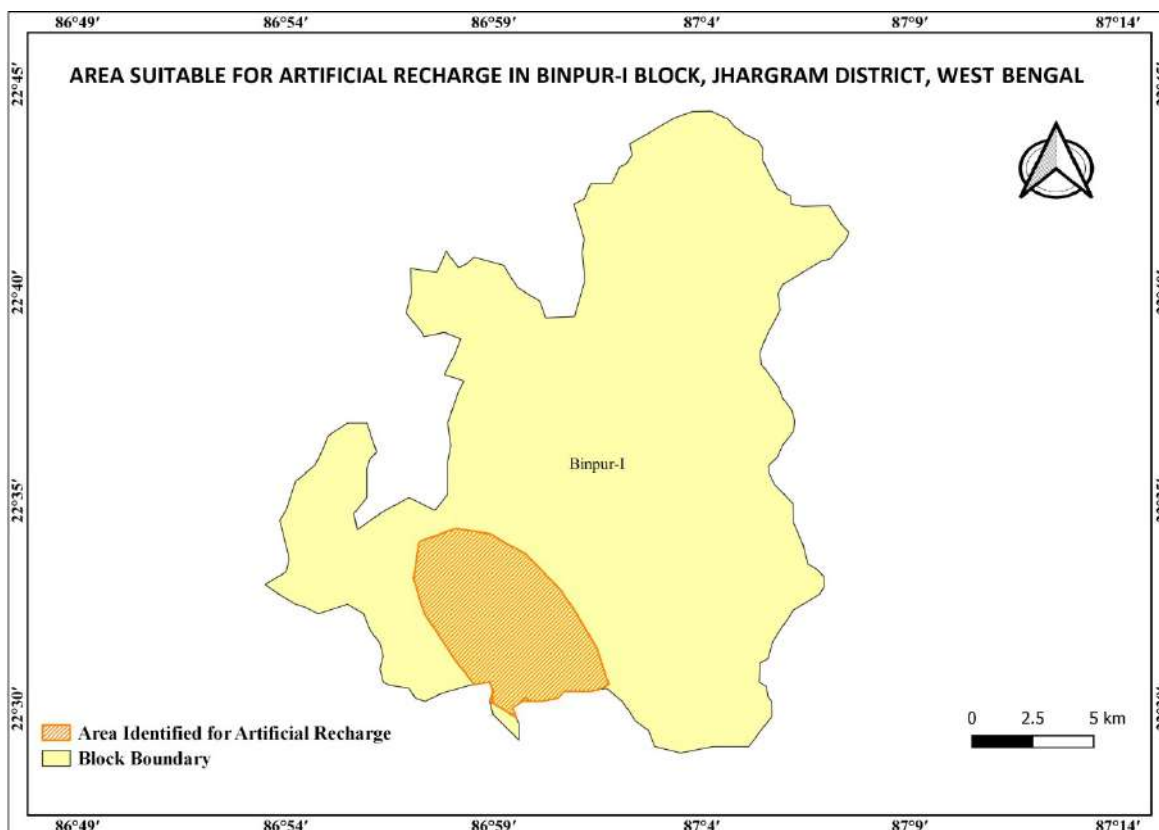 86°49′ 86°54′ 86°59′ 87°4′ 87°9′ 87°14′
AREA SUITABLE FOR ARTIFICIAL RECHARGE IN BINPUR-I BLOCK, JHARGRAM DISTRICT, WEST BENGAL
22°45′
22°40′
22°35′
22°30′
Binpur-I
Area Identified for Artificial Recharge
Block Boundary
0 2.5 5 km
86°49′ 86°54′ 86°59′ 87°4′ 87°9′ 87°14′